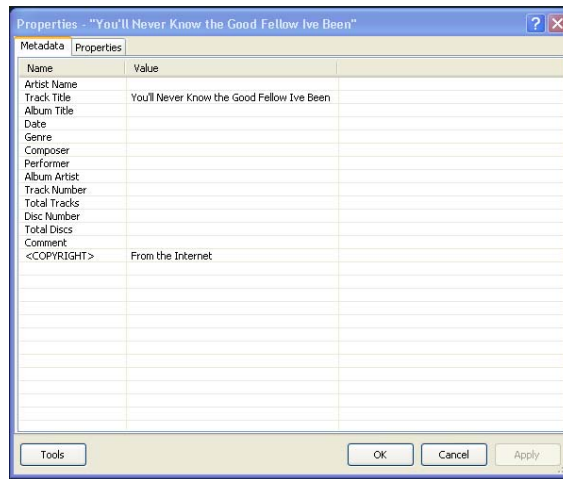 Properties - "You'll Never Know the Good Fellow Ive Been"
Metadata Properties
Name Value
Artist Name
Track Title You'll Never Know the Good Fellow Ive Been
Album Title
Date
Genre
Composer
Performer
Album Artist
Track Number
Total Tracks
Disc Number
Total Discs
Comment
<COPYRIGHT> From the Internet
Tools OK Cancel Apply